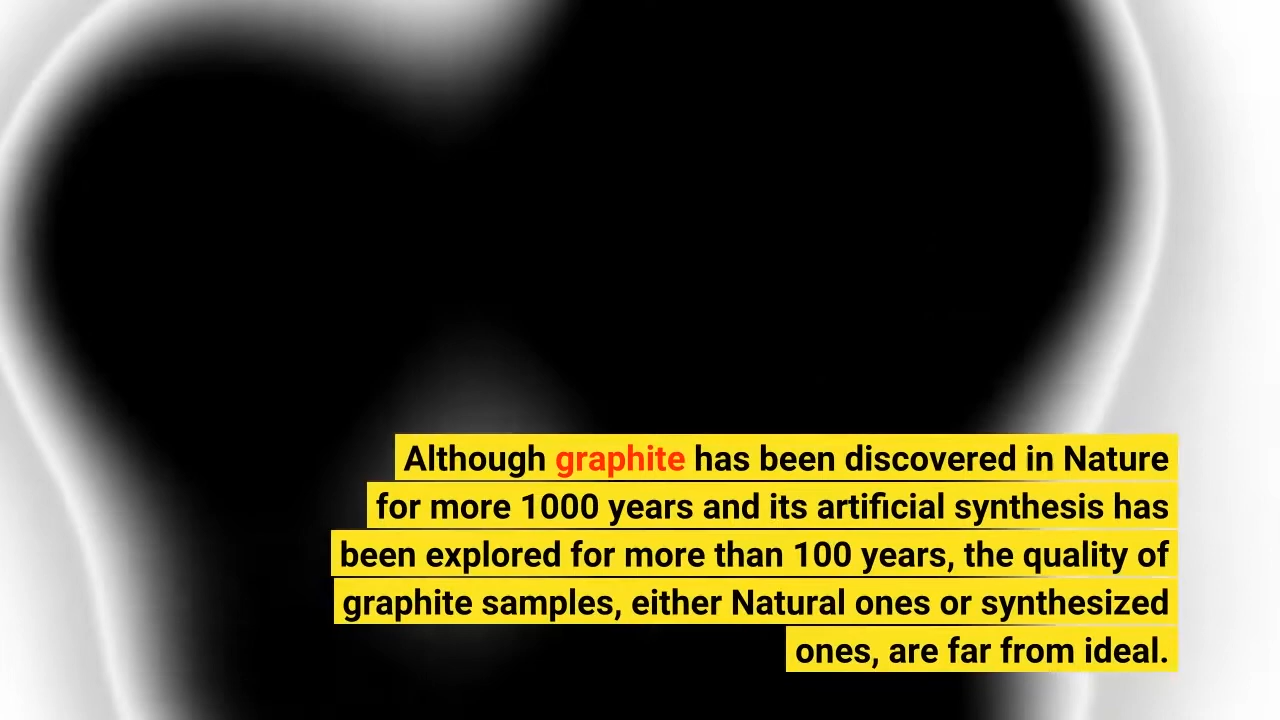 Although graphite has been discovered in Nature
for more 1000 years and its artificial synthesis has
been explored for more than 100 years, the quality of
graphite samples, either Natural ones or synthesized
ones, are far from ideal.